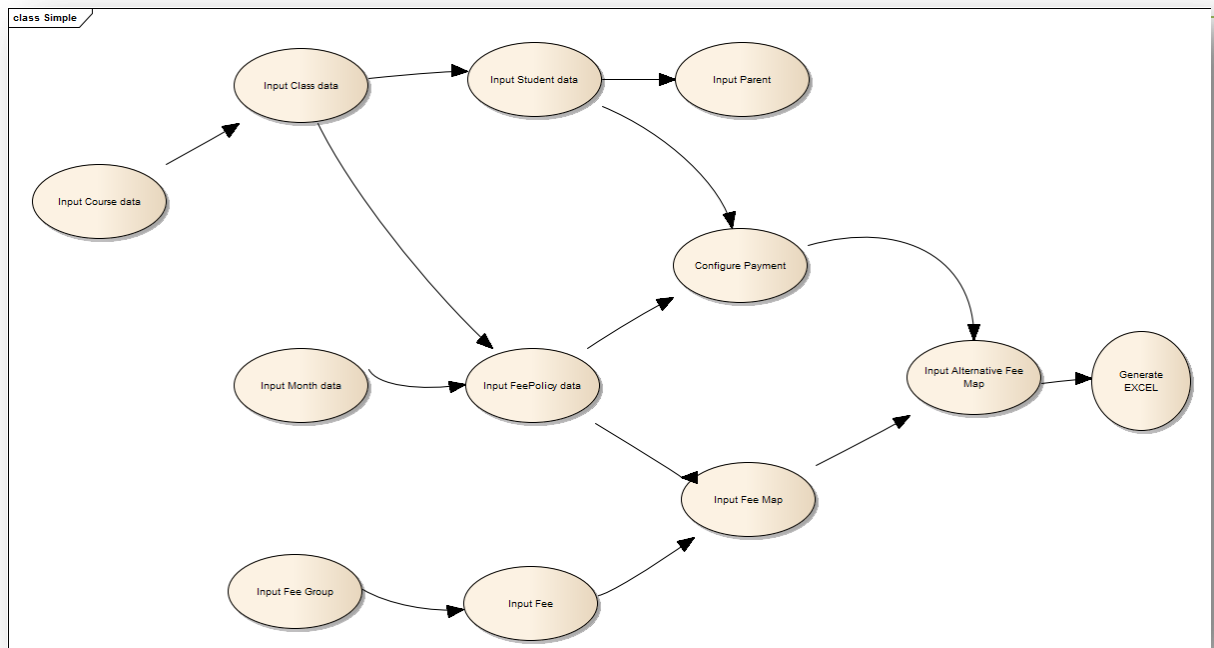 class Simple
Input Class data
Input Student data
Input Parent
Input Course data
Configure Payment
Input Month data
Input FeePolicy data
Input Alternative Fee
Map
Generate
EXCEL
Input Fee Map
Input Fee Group
Input Fee